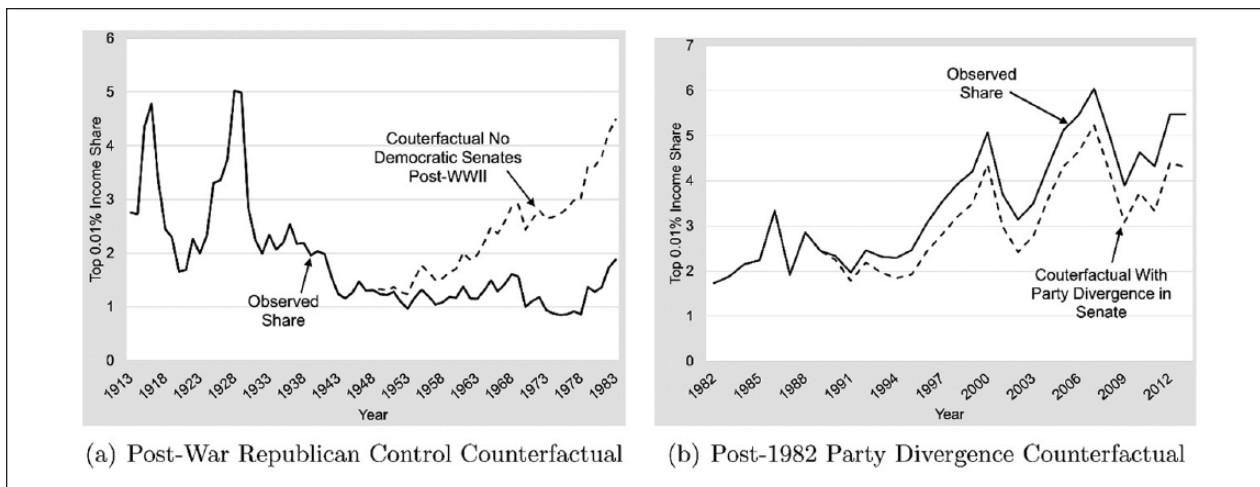 6
5
4
3
2
1
0
Top 0.01% Income Share
Couterfactual No
Democratic Senates
Post-WWII
Observed
Share
1913
1918
1923
1928
1933
1938
1943
1948
1953
1958
1963
1968
1973
1978
1983
Year
(a) Post-War Republican Control Counterfactual
7
6
5
4
3
2
1
0
Top 0.01% Income Share
Observed
Share
Couterfactual With
Party Divergence in
Senate
1982
1985
1988
1991
1994
1997
2000
2003
2006
2009
2012
Year
(b) Post-1982 Party Divergence Counterfactual